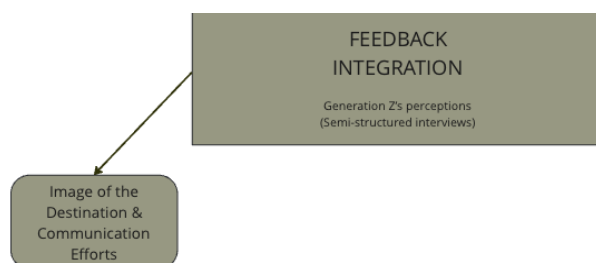 FEEDBACK
INTEGRATION
Generation Z's perceptions
(Semi-structured interviews)
Image of the
Destination &
Communication
Efforts